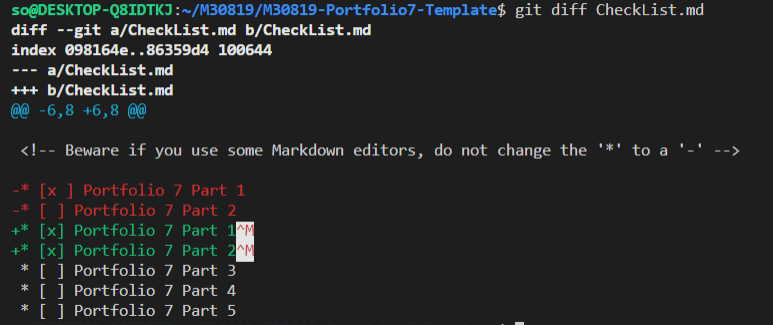 so@DESKTOP-Q8IDTKJ:~/M30819/M30819-Portfolio7-Template$ git diff CheckList.md
diff --git a/CheckList.md b/CheckList.md
index 098164e..86359d4 100644
--- a/CheckList.md
+++ b/CheckList.md
@@ -6,8 +6,8 @@

 <!-- Beware if you use some Markdown editors, do not change the '*' to a '-' -->

-* [x ] Portfolio 7 Part 1
-* [ ] Portfolio 7 Part 2
+* [x] Portfolio 7 Part 1^M
+* [x] Portfolio 7 Part 2^M
 * [ ] Portfolio 7 Part 3
 * [ ] Portfolio 7 Part 4
 * [ ] Portfolio 7 Part 5